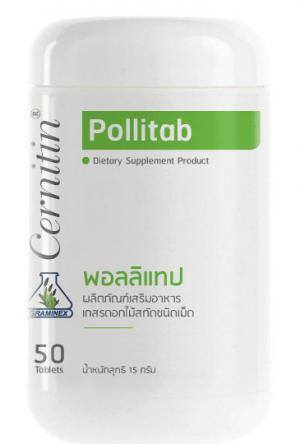 Cernitin®
Pollitab
Dietary Supplement Product
พอลลิแทป
ผลิตภัณฑ์เสริมอาหาร
เกสรดอกไม้สกัดชนิดเม็ด
GRAMINEX
50
Tablets
น้ำหนักสุทธิ 15 กรัม